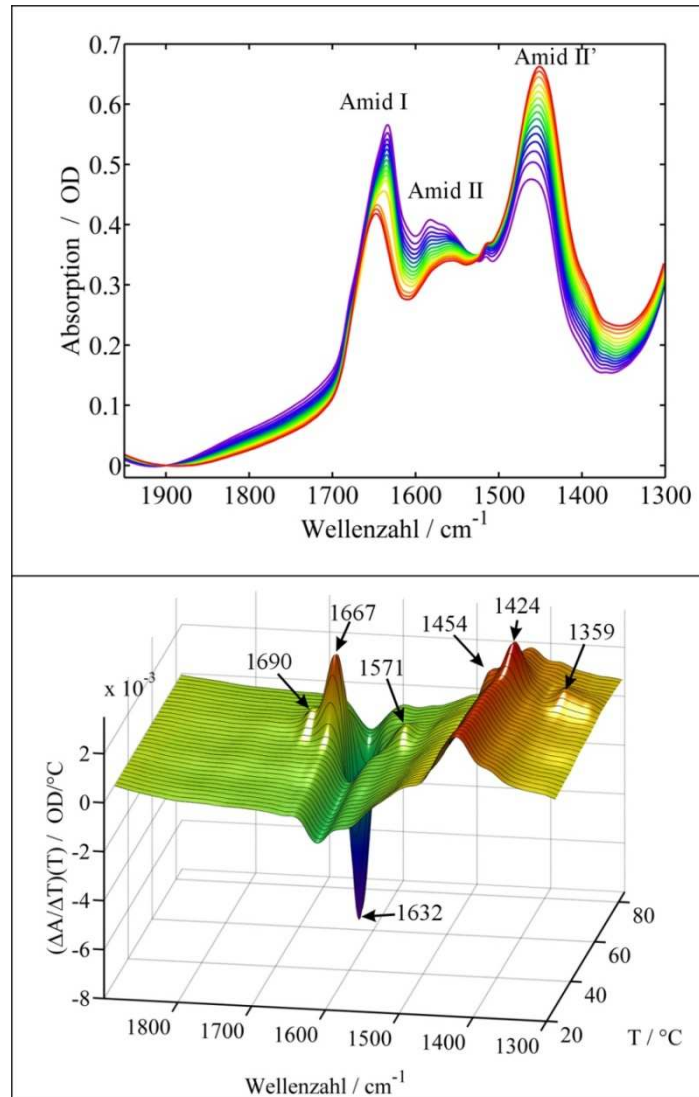 0.7
0.6
0.5
0.4
0.3
0.2
0.1
0
Absorption / OD
Amid I
Amid II
Amid II'
1900 1800 1700 1600 1500 1400 1300
Wellenzahl / cm⁻¹
x 10⁻³
2
0
-2
-4
-6
-8
(ΔA/ΔT)(T) / OD/°C
1690
1667
1571
1454
1424
1359
1632
1800 1700 1600 1500 1400 1300
Wellenzahl / cm⁻¹
20
40
60
80
T / °C